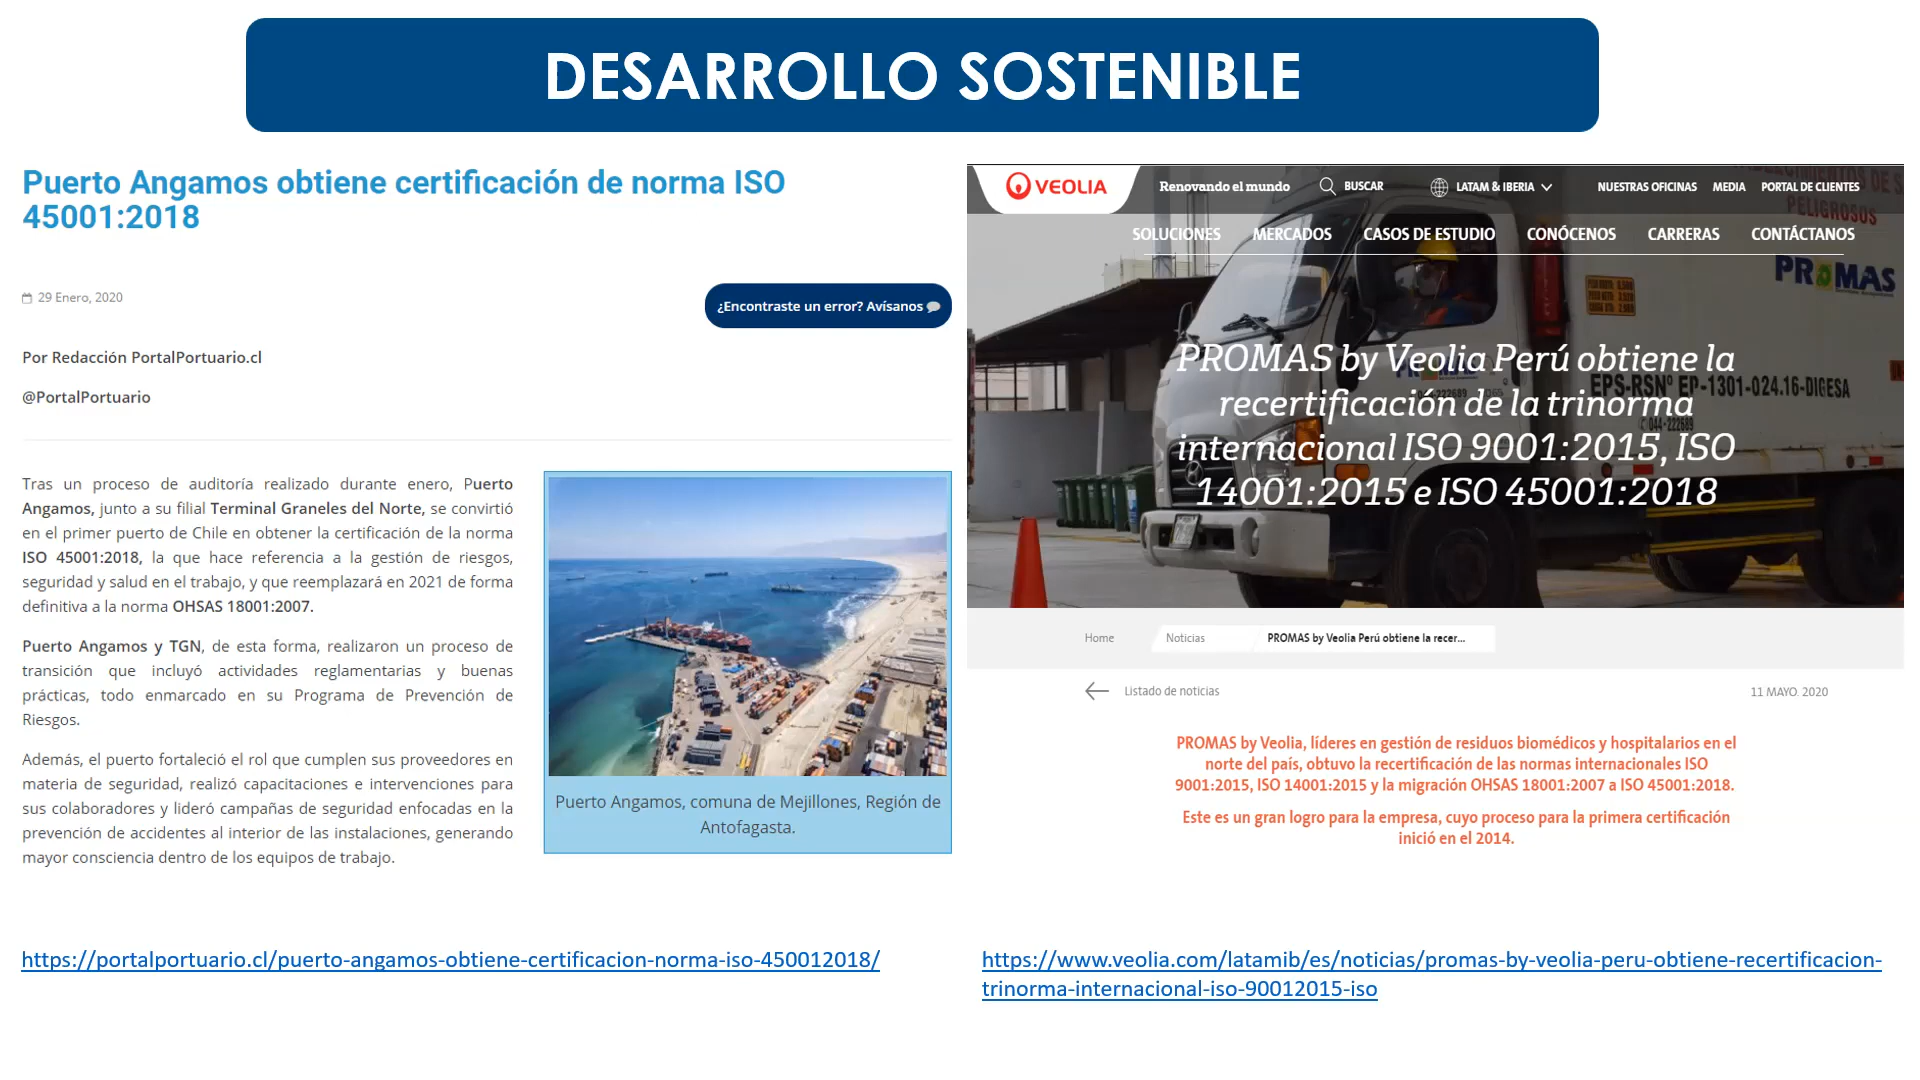 DESARROLLO SOSTENIBLE
Puerto Angamos obtiene certificación de norma ISO
45001:2018
29 Enero, 2020
¿Encontraste un error? Avísanos
Por Redacción PortalPortuario.cl
@PortalPortuario
Tras un proceso de auditoría realizado durante enero, Puerto
Angamos, junto a su filial Terminal Graneles del Norte, se convirtió
en el primer puerto de Chile en obtener la certificación de la norma
ISO 45001:2018, la que hace referencia a la gestión de riesgos,
seguridad y salud en el trabajo, y que reemplazará en 2021 de forma
definitiva a la norma OHSAS 18001:2007.
Puerto Angamos y TGN, de esta forma, realizaron un proceso de
transición que incluyó actividades reglamentarias y buenas
prácticas, todo enmarcado en su Programa de Prevención de
Riesgos.
Además, el puerto fortaleció el rol que cumplen sus proveedores en
materia de seguridad, realizó capacitaciones e intervenciones para
sus colaboradores y lideró campañas de seguridad enfocadas en la
prevención de accidentes al interior de las instalaciones, generando
mayor consciencia dentro de los equipos de trabajo.
Puerto Angamos, comuna de Mejillones, Región de
Antofagasta.
https://portalportuario.cl/puerto-angamos-obtiene-certificacion-norma-iso-450012018/
VEOLIA
Renovando el mundo
BUSCAR
LATAM & IBERIA
NUESTRAS OFICINAS
MEDIA
PORTAL DE CLIENTES
SOLUCIONES
MERCADOS
CASOS DE ESTUDIO
CONÓCENOS
CARRERAS
CONTÁCTANOS
PELIGROSOS
PROMAS
PROMAS by Veolia Perú obtiene la
recertificación de la trinorma
internacional ISO 9001:2015, ISO
14001:2015 e ISO 45001:2018
EPS-RSNº EP-1301-024.16-DIGESA
Home
Noticias
PROMAS by Veolia Perú obtiene la recer...
Listado de noticias
11 MAYO. 2020
PROMAS by Veolia, líderes en gestión de residuos biomédicos y hospitalarios en el
norte del país, obtuvo la recertificación de las normas internacionales ISO
9001:2015, ISO 14001:2015 y la migración OHSAS 18001:2007 a ISO 45001:2018.
Este es un gran logro para la empresa, cuyo proceso para la primera certificación
inició en el 2014.
https://www.veolia.com/latamib/es/noticias/promas-by-veolia-peru-obtiene-recertificacion-
trinorma-internacional-iso-90012015-iso